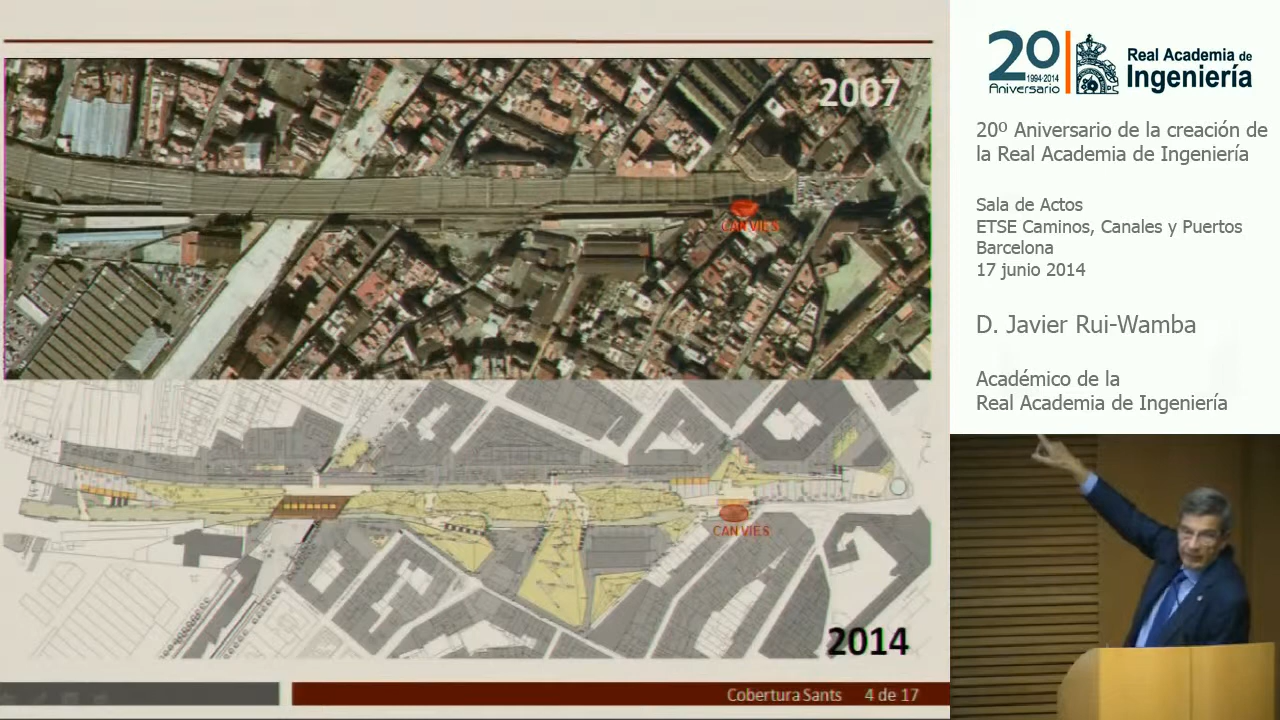 2007
CAN VIES
CAN VIES
2014
Cobertura Sants 4 de 17
20
1994-2014
Aniversario
Real Academia de
Ingeniería
20º Aniversario de la creación de
la Real Academia de Ingeniería
Sala de Actos
ETSE Caminos, Canales y Puertos
Barcelona
17 junio 2014
D. Javier Rui-Wamba
Académico de la
Real Academia de Ingeniería